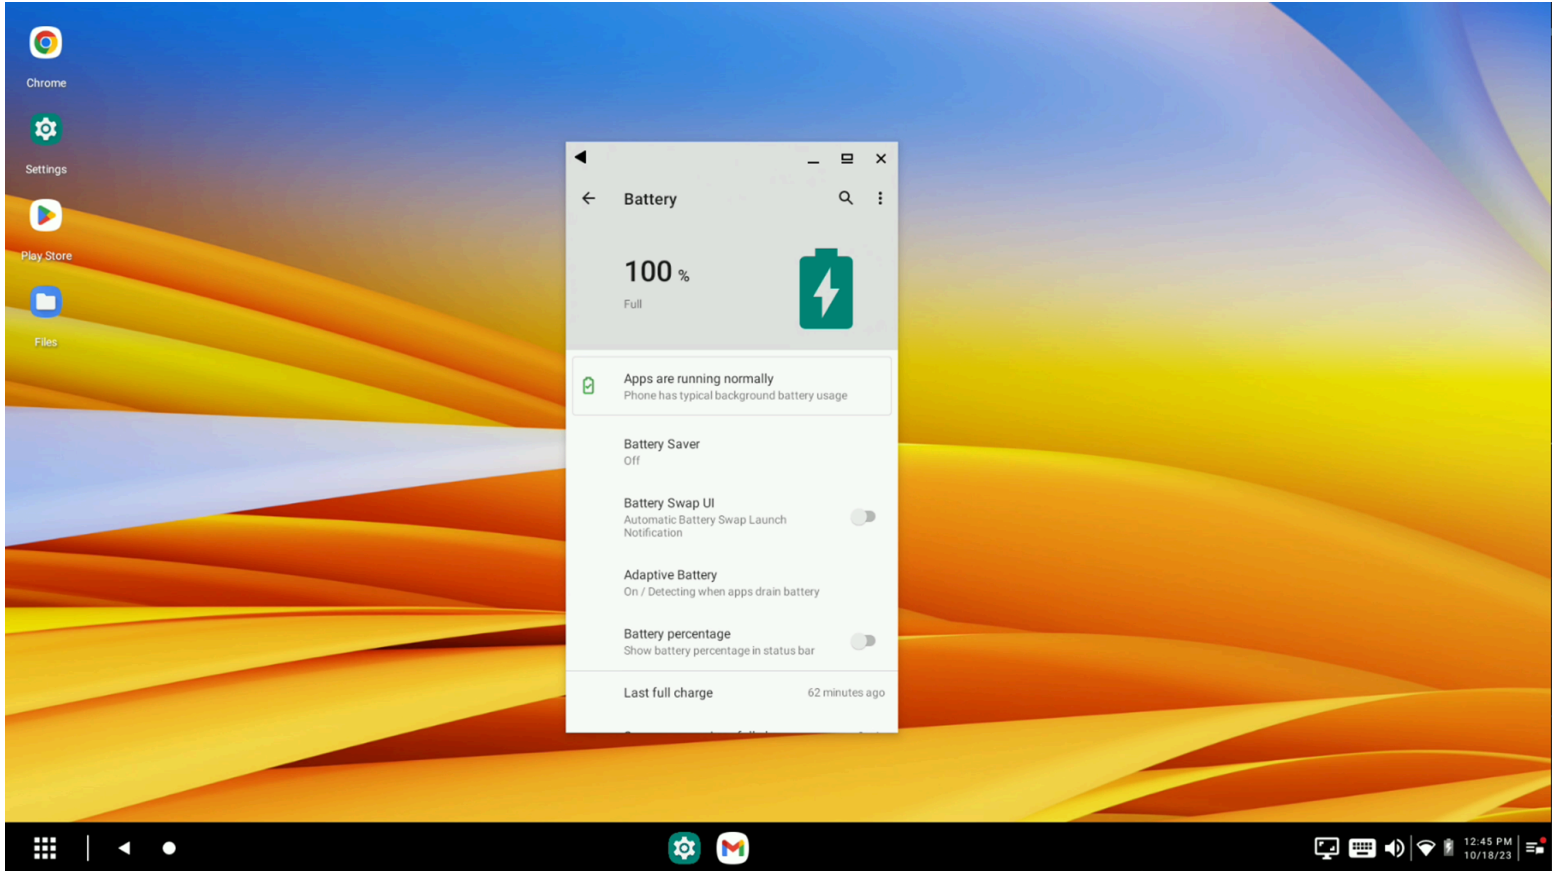 Chrome
Settings
Play Store
Files
Battery
100 %
Full
Apps are running normally
Phone has typical background battery usage
Battery Saver
Off
Battery Swap UI
Automatic Battery Swap Launch
Notification
Adaptive Battery
On / Detecting when apps drain battery
Battery percentage
Show battery percentage in status bar
Last full charge
62 minutes ago
12:45 PM
10/18/23